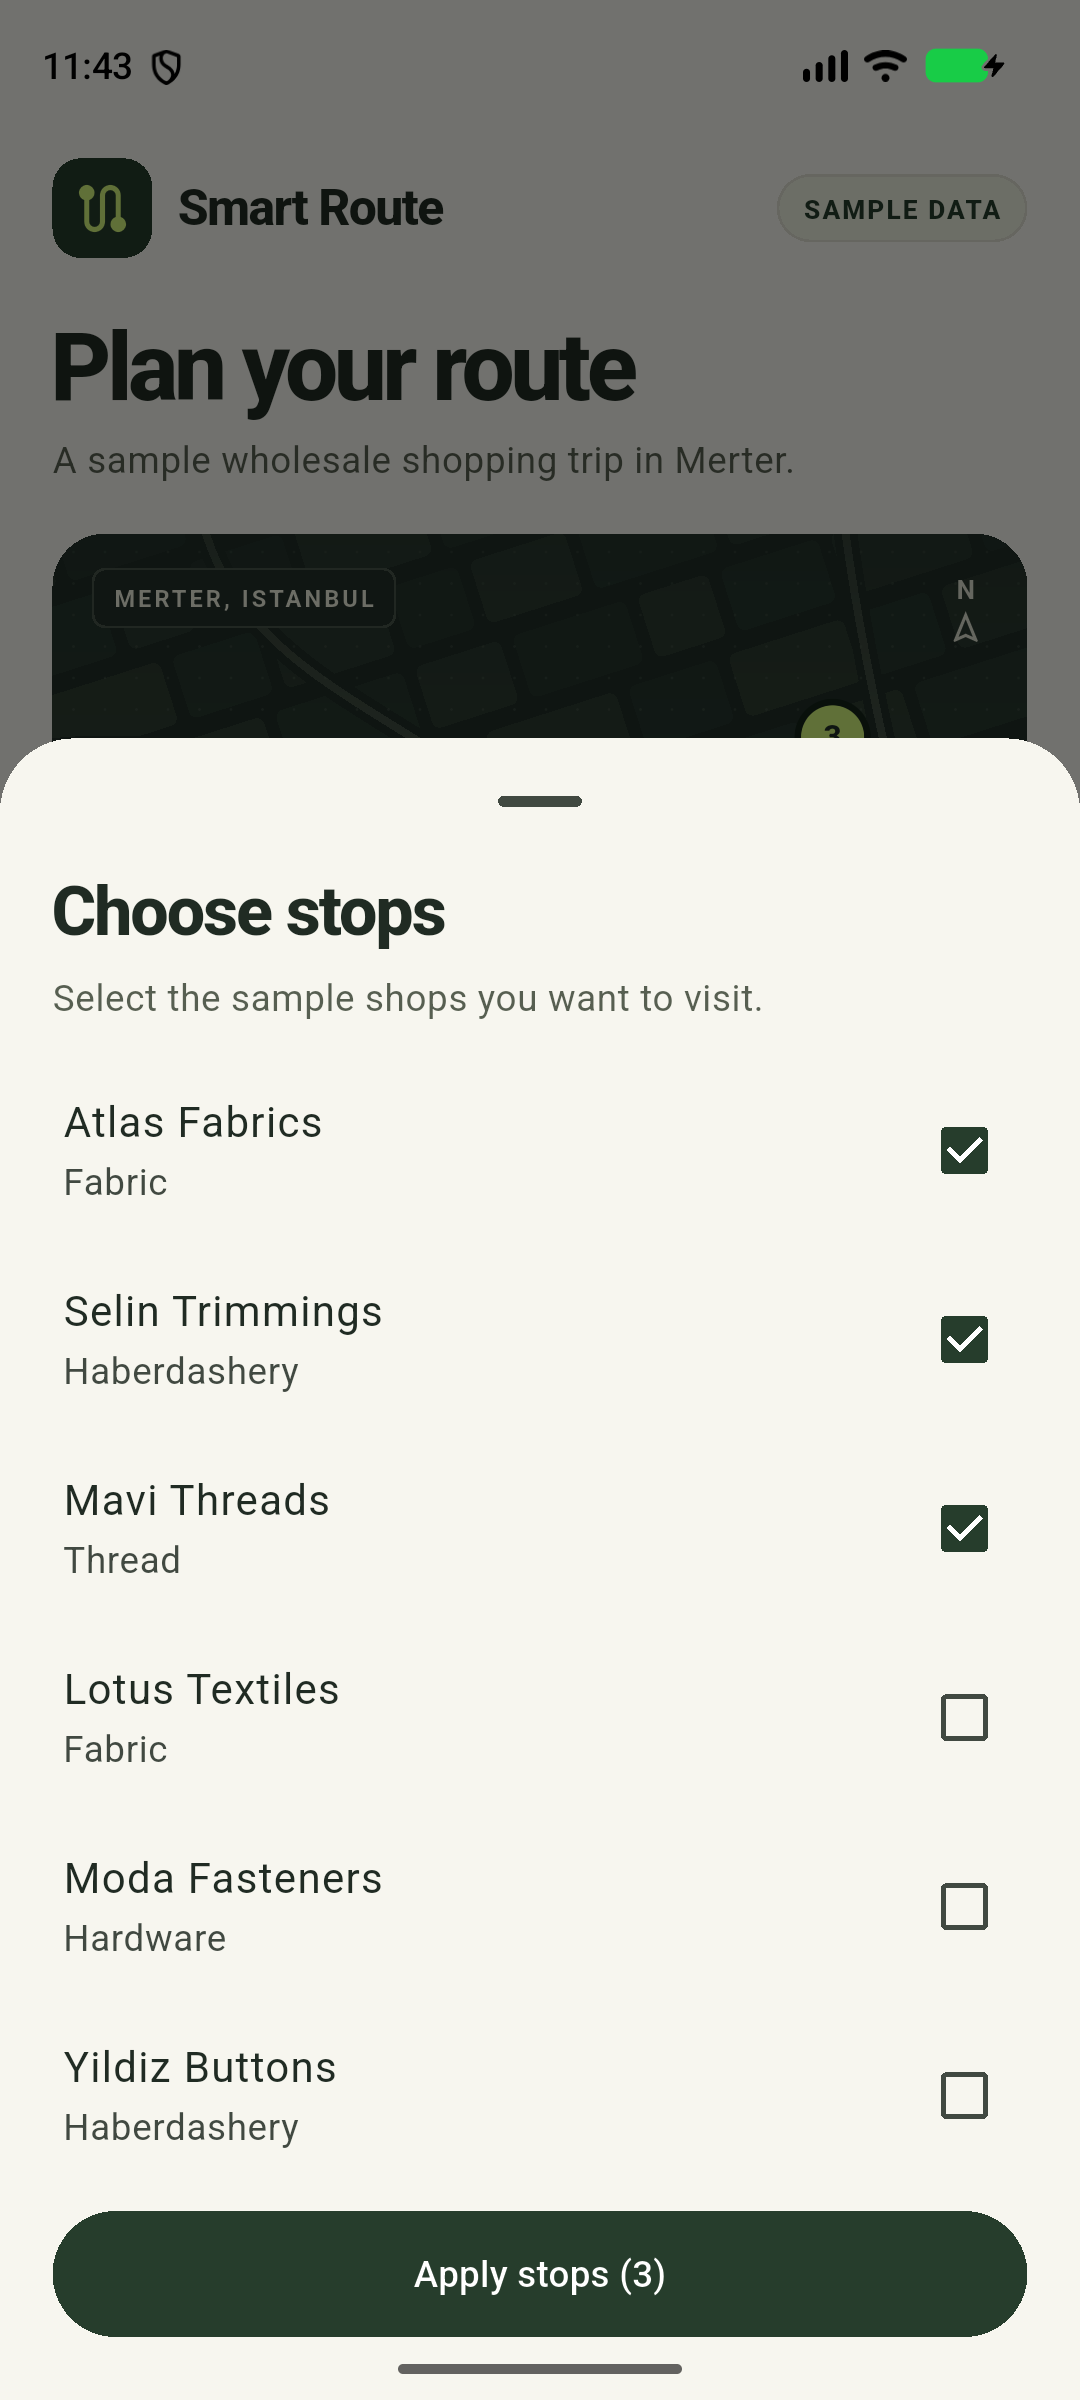 11:43
Smart Route
SAMPLE DATA
Plan your route
A sample wholesale shopping trip in Merter.
MERTER, ISTANBUL
N
3
Choose stops
Select the sample shops you want to visit.
Atlas Fabrics
Fabric
Selin Trimmings
Haberdashery
Mavi Threads
Thread
Lotus Textiles
Fabric
Moda Fasteners
Hardware
Yildiz Buttons
Haberdashery
Apply stops (3)